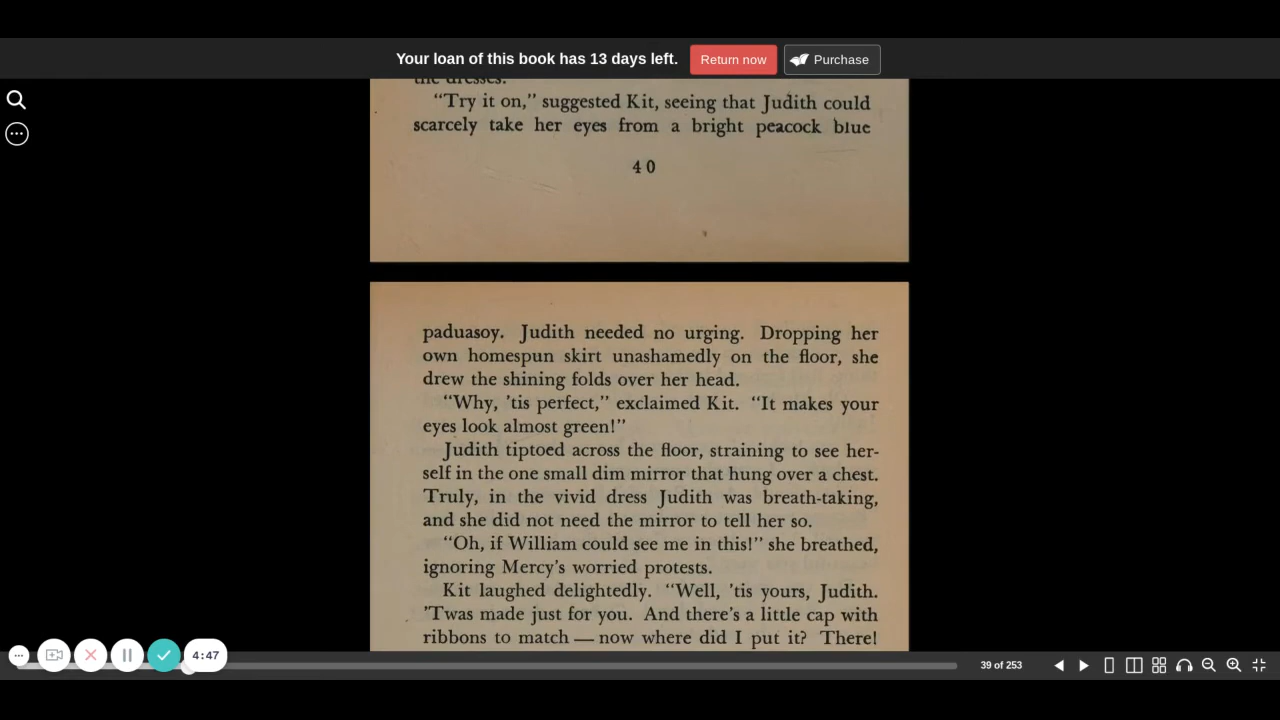 Your loan of this book has 13 days left. Return now Purchase
the dresses.
“Try it on,” suggested Kit, seeing that Judith could
scarcely take her eyes from a bright peacock blue
40
paduasoy. Judith needed no urging. Dropping her
own homespun skirt unashamedly on the floor, she
drew the shining folds over her head.
“Why, ’tis perfect,” exclaimed Kit. “It makes your
eyes look almost green!”
Judith tiptoed across the floor, straining to see her-
self in the one small dim mirror that hung over a chest.
Truly, in the vivid dress Judith was breath-taking,
and she did not need the mirror to tell her so.
“Oh, if William could see me in this!” she breathed,
ignoring Mercy’s worried protests.
Kit laughed delightedly. “Well, ’tis yours, Judith.
’Twas made just for you. And there’s a little cap with
ribbons to match — now where did I put it? There!
4:47
39 of 253